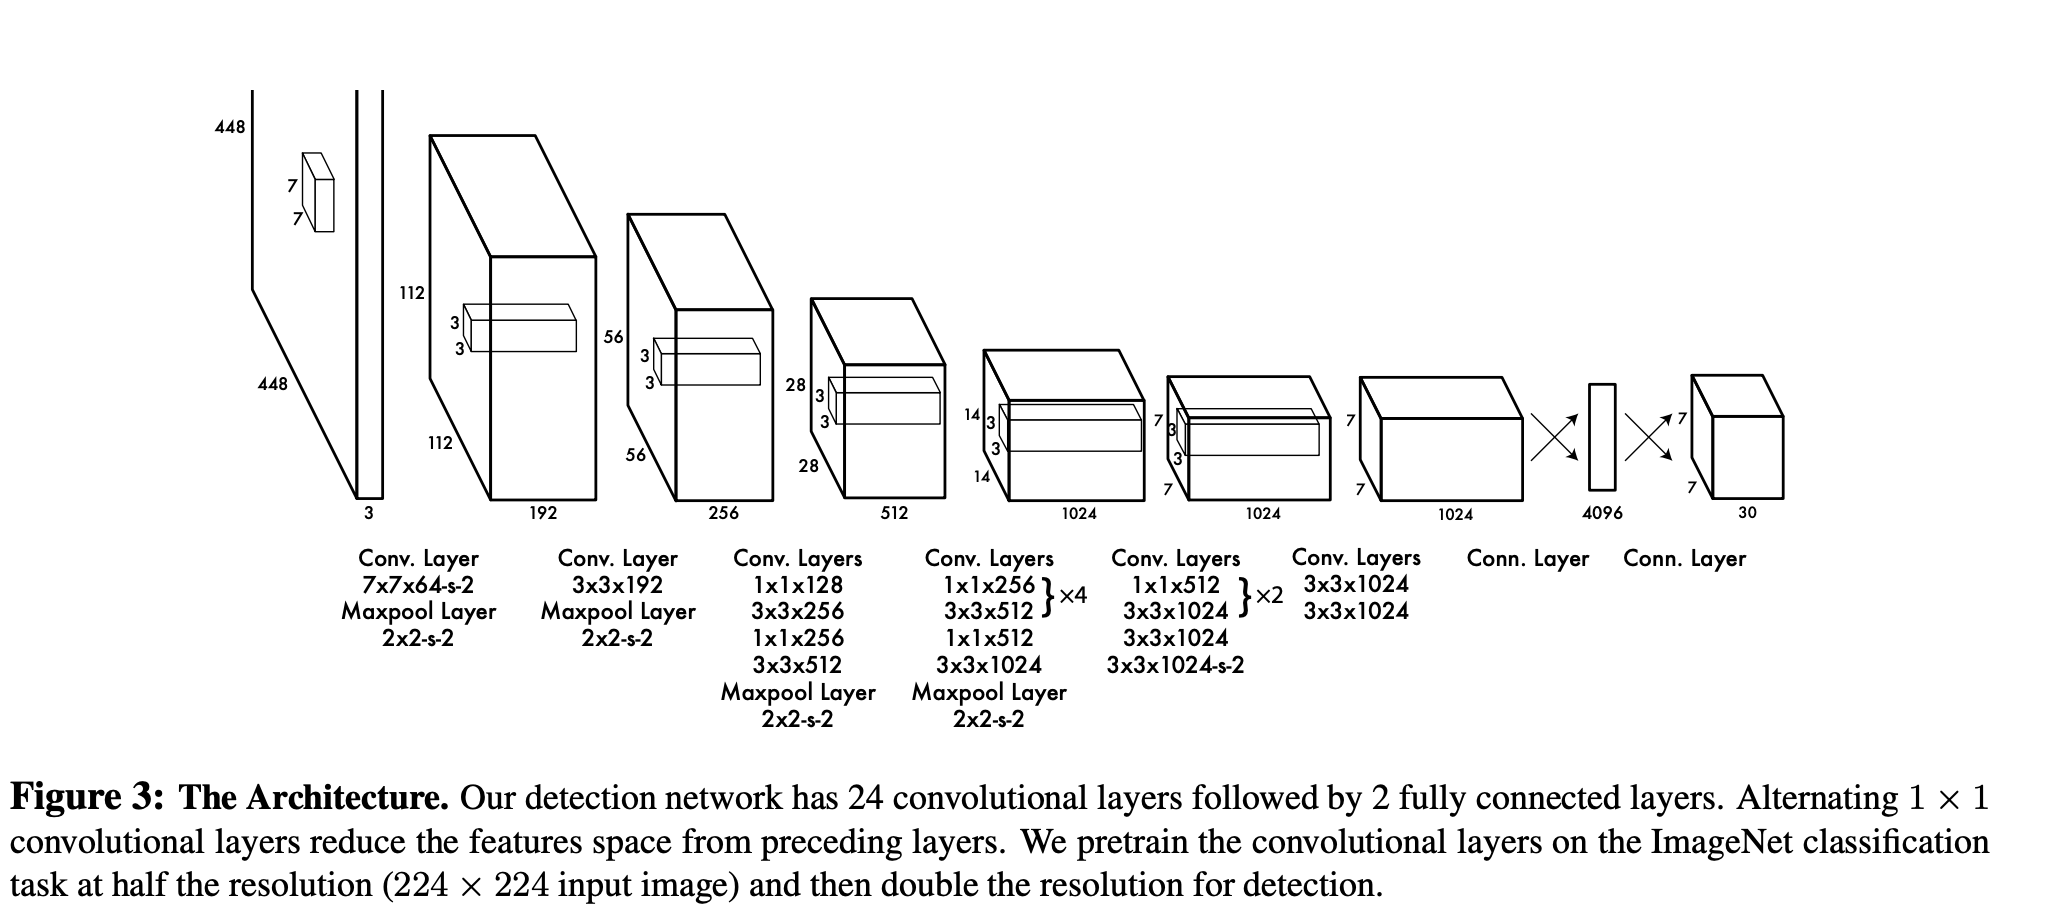 448
7
7
448
3
112
3
3
112
192
56
3
3
56
256
28
3
3
28
512
14
3
3
14
1024
7
3
3
7
1024
7
7
1024
4096
7
7
30
Conv. Layer
7x7x64-s-2
Maxpool Layer
2x2-s-2
Conv. Layer
3x3x192
Maxpool Layer
2x2-s-2
Conv. Layers
1x1x128
3x3x256
1x1x256
3x3x512
Maxpool Layer
2x2-s-2
Conv. Layers
1x1x256
3x3x512
}×4
1x1x512
3x3x1024
Maxpool Layer
2x2-s-2
Conv. Layers
1x1x512
3x3x1024
}×2
3x3x1024
3x3x1024-s-2
Conv. Layers
3x3x1024
3x3x1024
Conn. Layer
Conn. Layer
Figure 3: The Architecture. Our detection network has 24 convolutional layers followed by 2 fully connected layers. Alternating 1 × 1
convolutional layers reduce the features space from preceding layers. We pretrain the convolutional layers on the ImageNet classification
task at half the resolution (224 × 224 input image) and then double the resolution for detection.